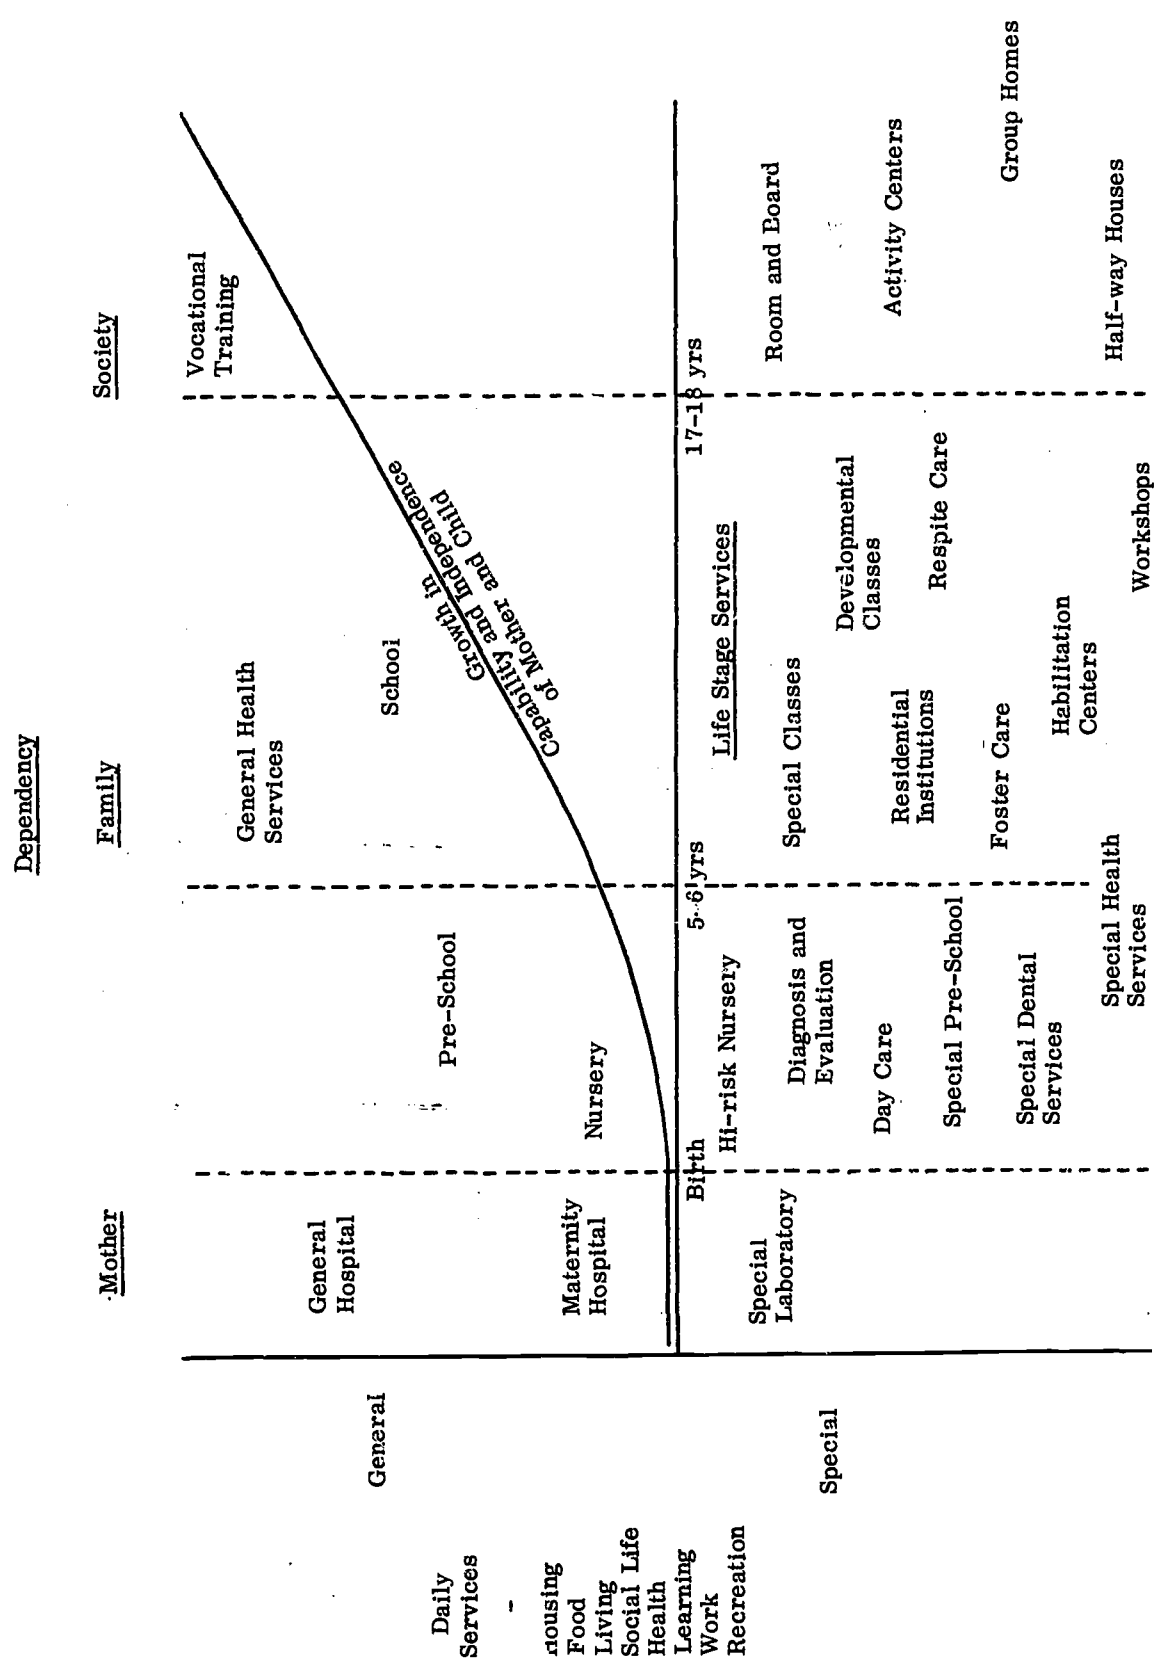 Dependency
Mother
Family
Society
Daily
Services
-
Housing
Food
Living
Social Life
Health
Learning
Work
Recreation
General
General
Hospital
Maternity
Hospital
Pre-School
Nursery
General Health
Services
School
Vocational
Training
Growth in
Capability and Independence
of Mother and Child
Birth
5-6 yrs
17-18 yrs
Life Stage Services
Special
Special
Laboratory
Hi-risk Nursery
Diagnosis and
Evaluation
Day Care
Special Pre-School
Special Dental
Services
Special Health
Services
Special Classes
Developmental
Classes
Residential
Institutions
Respite Care
Foster Care
Habilitation
Centers
Workshops
Room and Board
Activity Centers
Group Homes
Half-way Houses